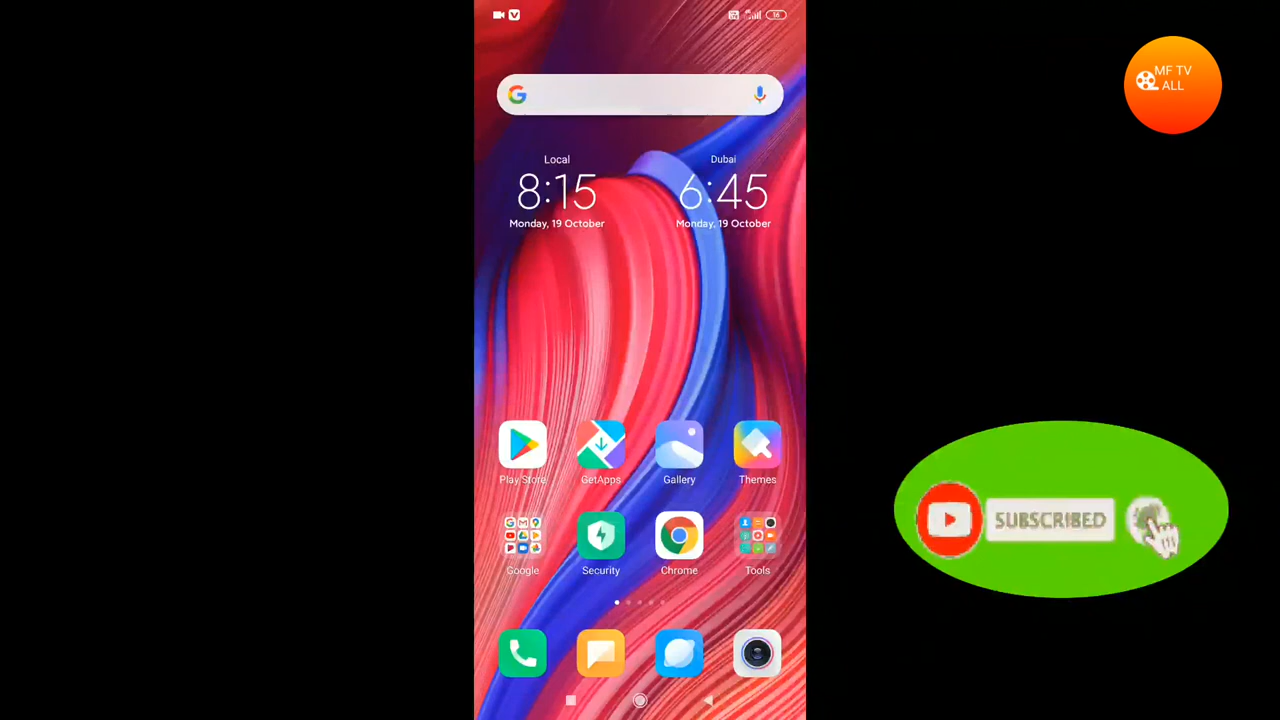 16
MF TV
ALL
Local
Dubai
8:15
6:45
Monday, 19 October
Monday, 19 October
Play Store
GetApps
Gallery
Themes
Google
Security
Chrome
Tools
SUBSCRIBED